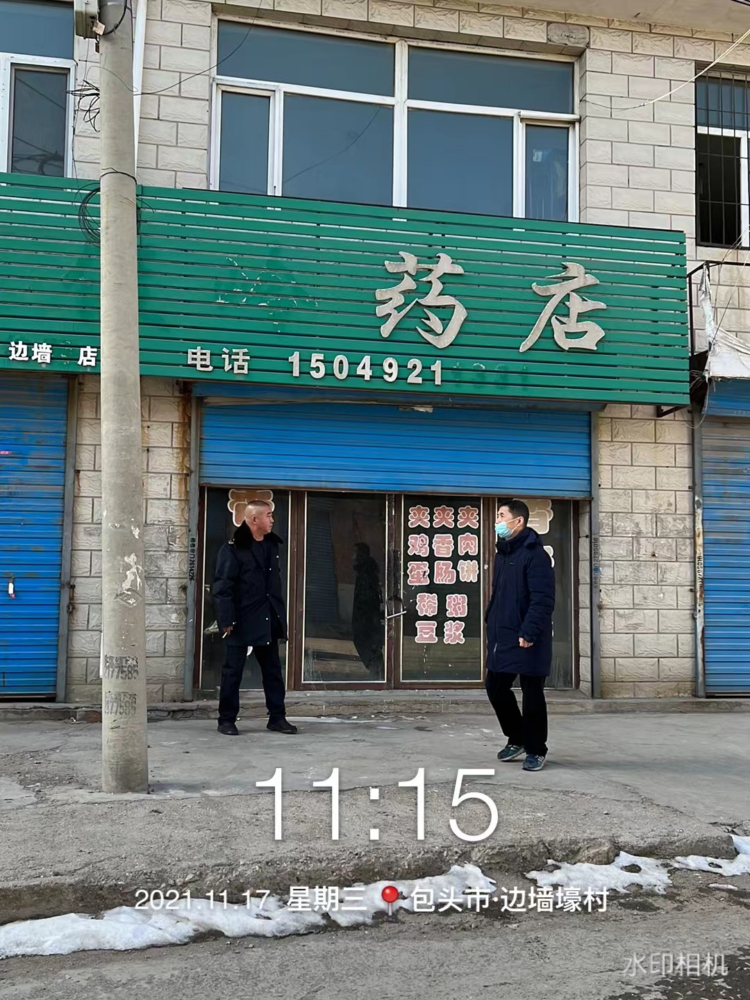 药店
边墙 店
电话 1504921
夹夹夹
鸡香肉
蛋肠饼
稀粥
豆浆
11:15
2021.11.17 星期三 包头市·边墙壕村
水印相机